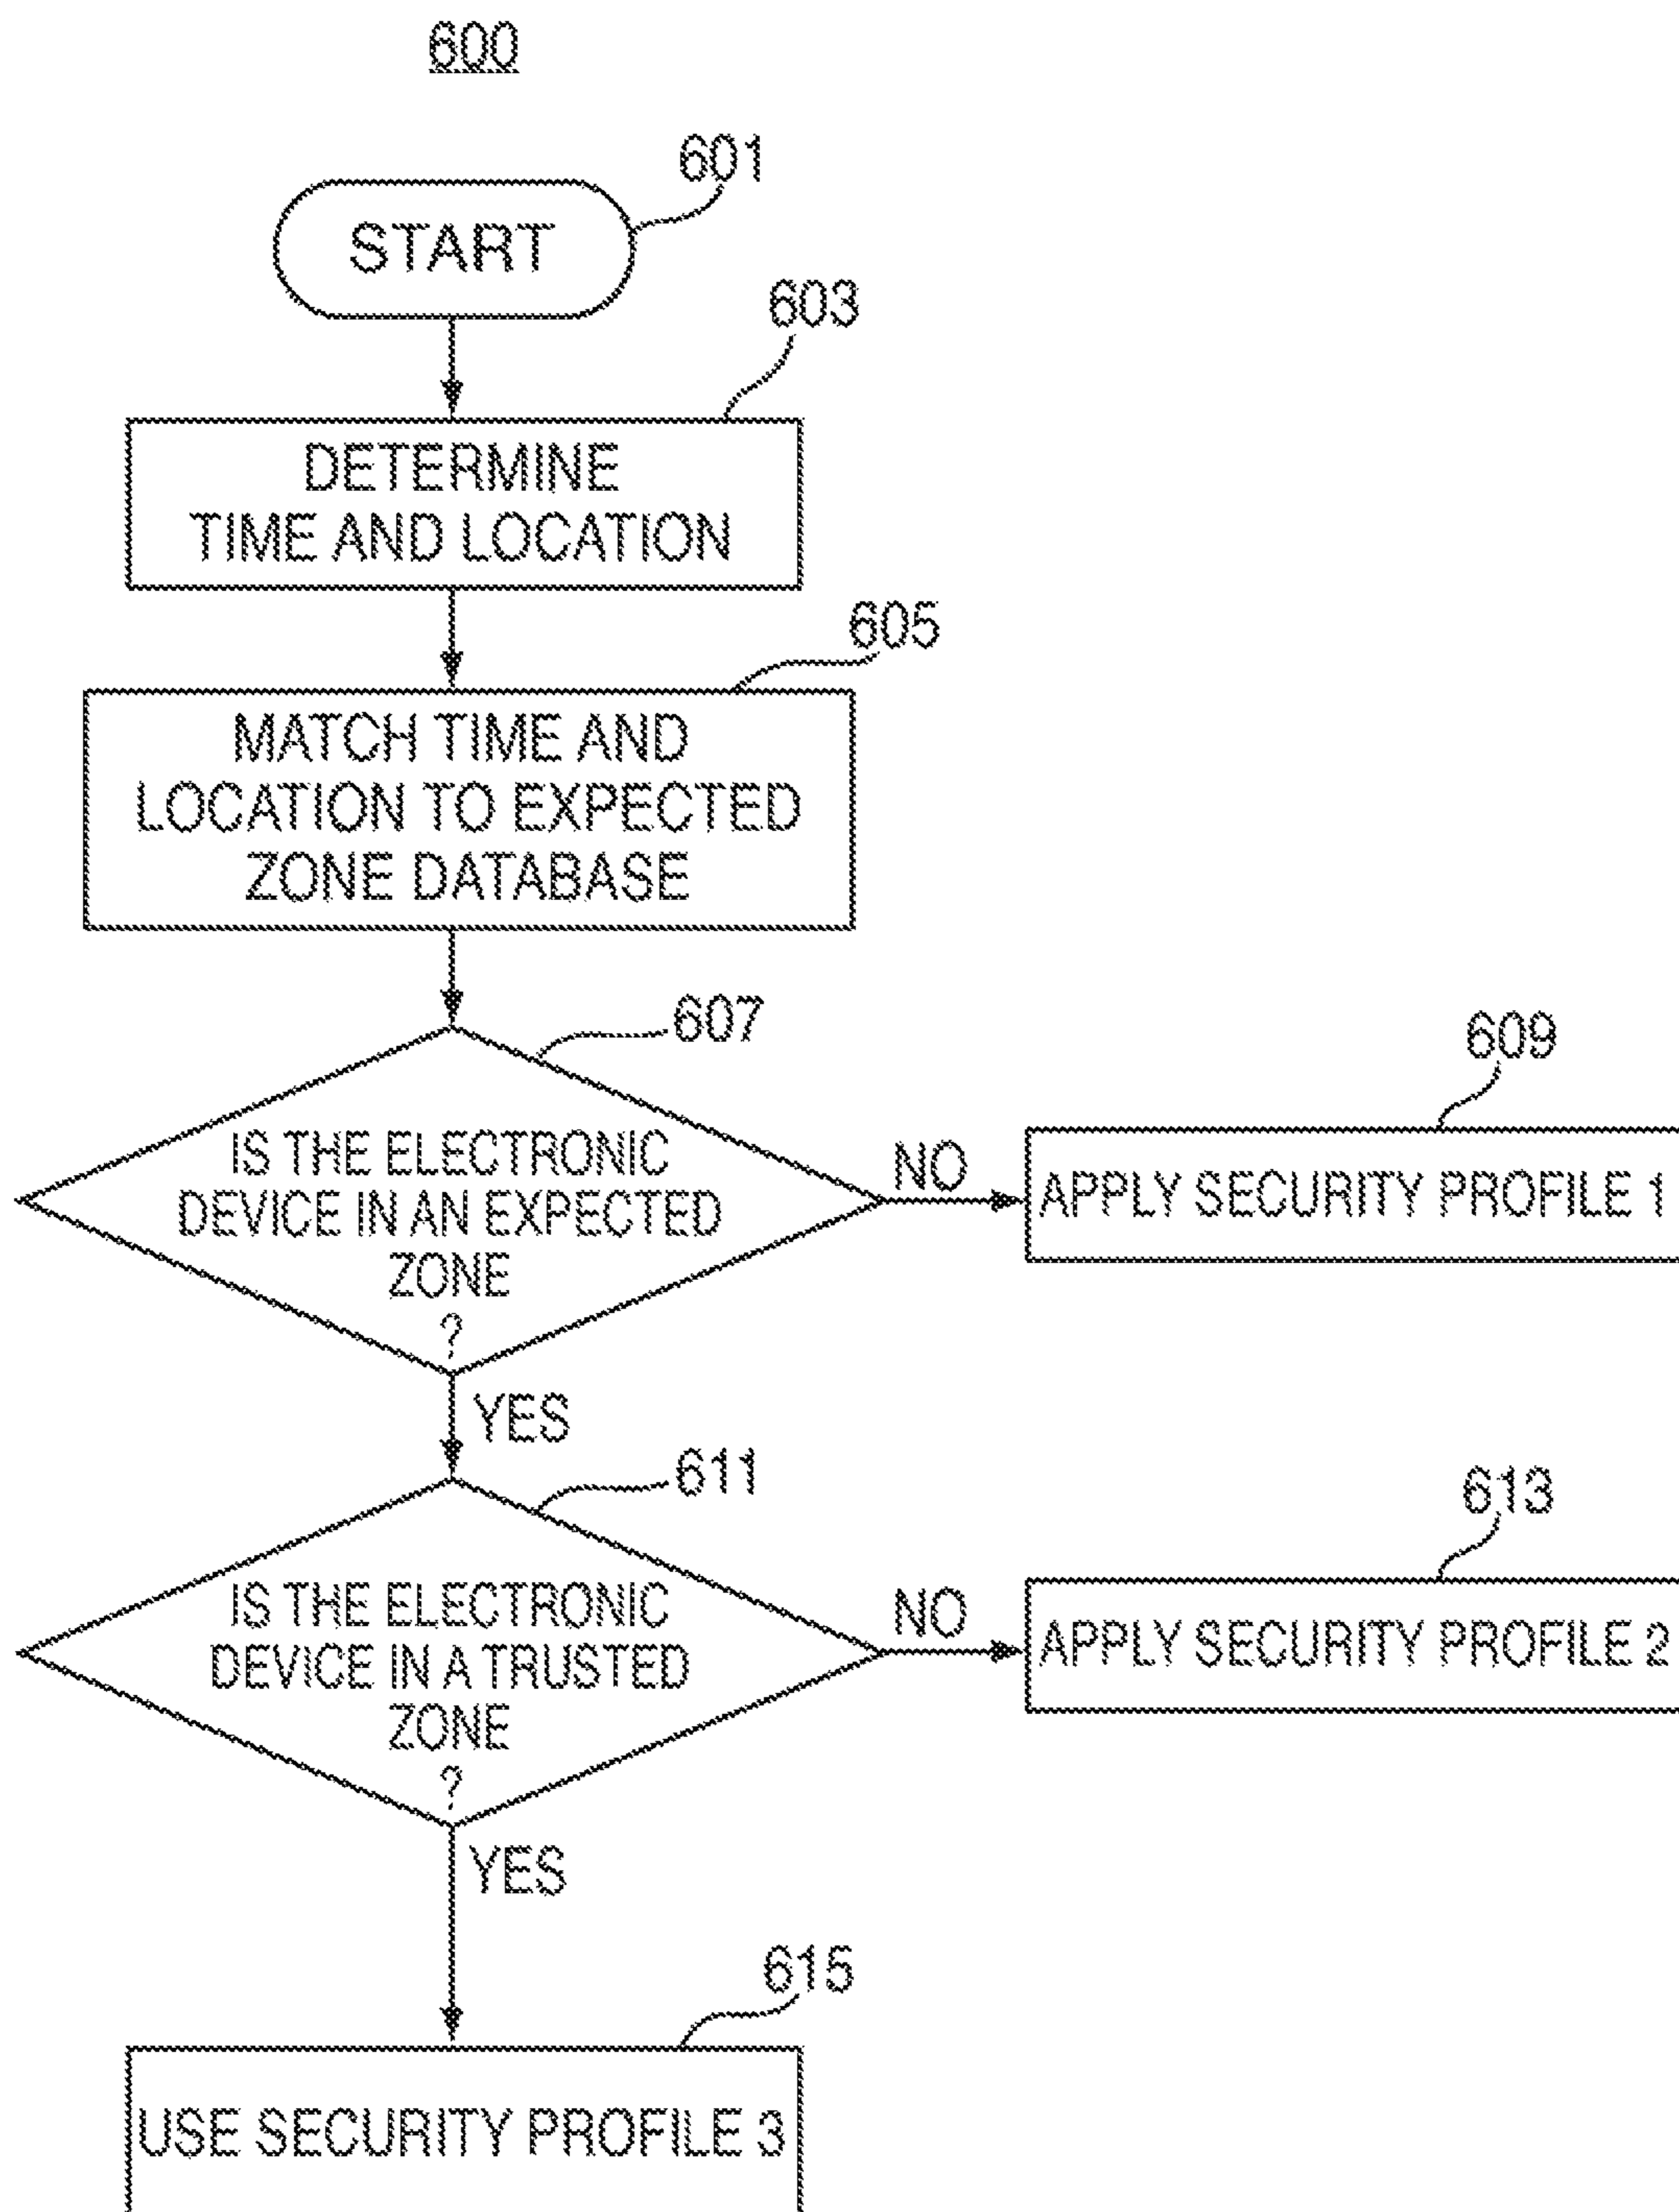 600
601
START
603
DETERMINE
TIME AND LOCATION
605
MATCH TIME AND
LOCATION TO EXPECTED
ZONE DATABASE
607
IS THE ELECTRONIC
DEVICE IN AN EXPECTED
ZONE
?
NO
609
APPLY SECURITY PROFILE 1
YES
611
IS THE ELECTRONIC
DEVICE IN A TRUSTED
ZONE
?
NO
613
APPLY SECURITY PROFILE 2
YES
615
USE SECURITY PROFILE 3